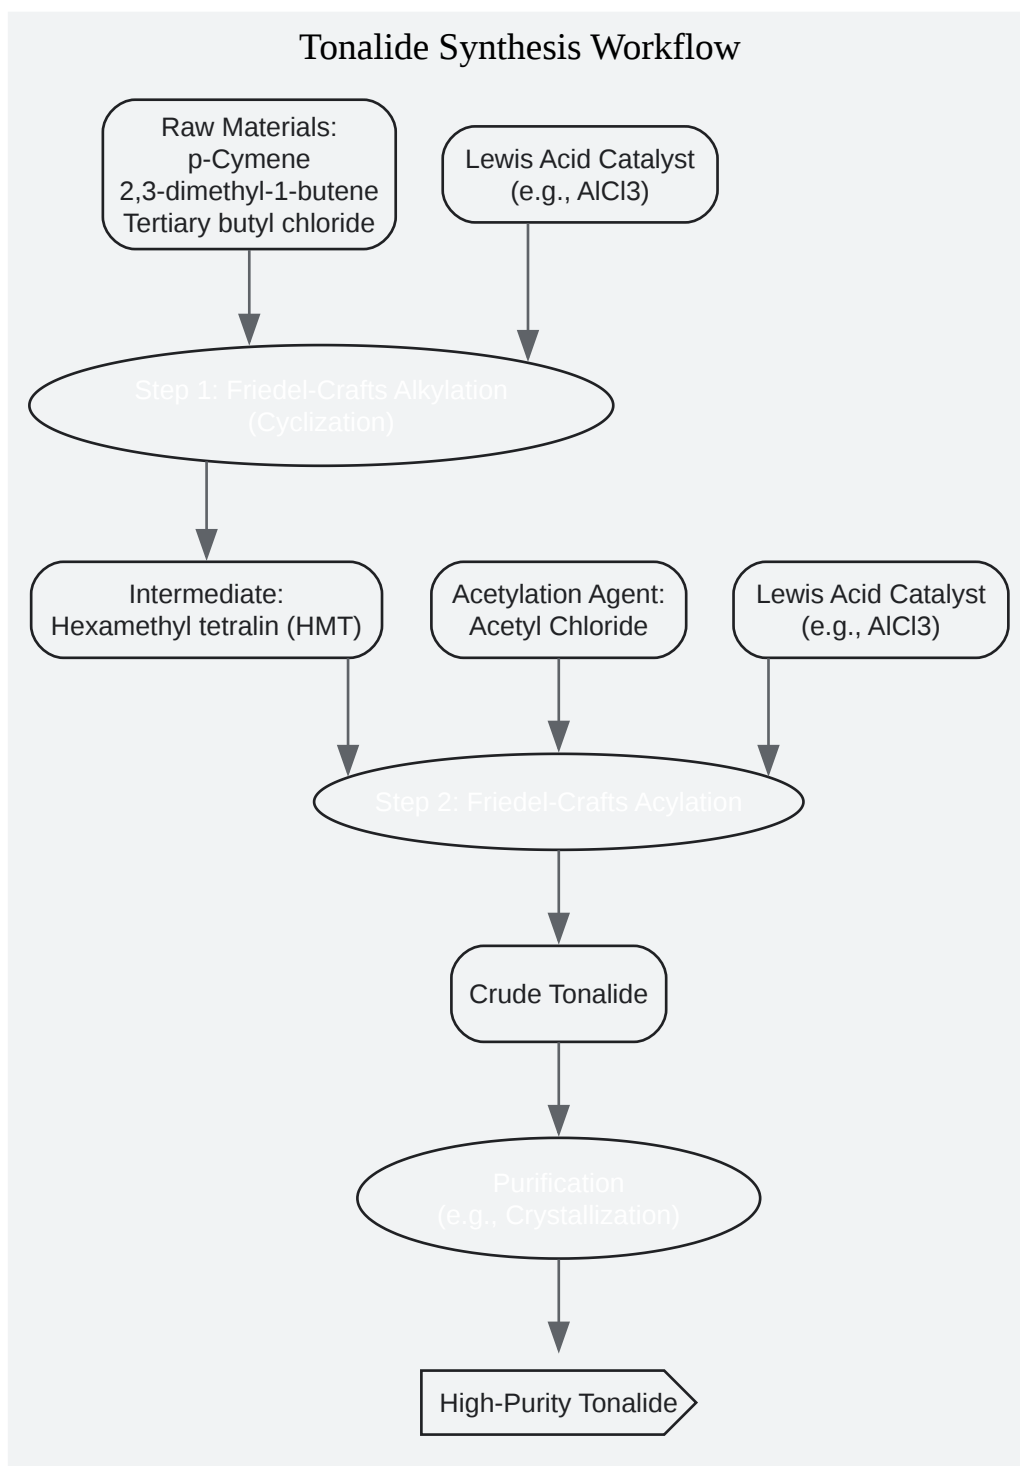 Tonalide Synthesis Workflow
Raw Materials:
p-Cymene
2,3-dimethyl-1-butene
Tertiary butyl chloride
Lewis Acid Catalyst
(e.g., AlCl3)
Step 1: Friedel-Crafts Alkylation
(Cyclization)
Intermediate:
Hexamethyl tetralin (HMT)
Acetylation Agent:
Acetyl Chloride
Lewis Acid Catalyst
(e.g., AlCl3)
Step 2: Friedel-Crafts Acylation
Crude Tonalide
Purification
(e.g., Crystallization)
High-Purity Tonalide